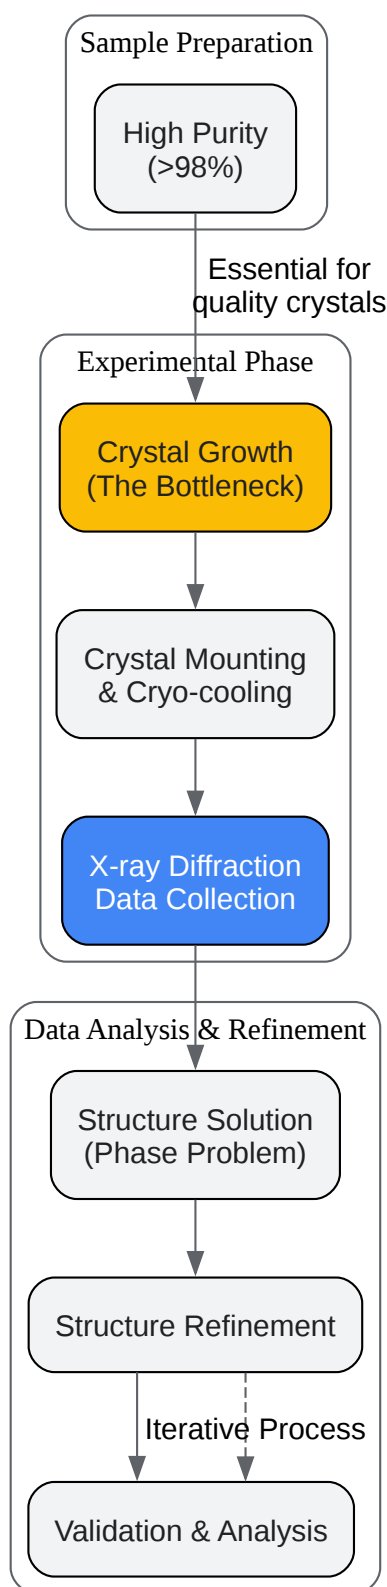 Sample Preparation
High Purity
(>98%)
Essential for
quality crystals
Experimental Phase
Crystal Growth
(The Bottleneck)
Crystal Mounting
& Cryo-cooling
X-ray Diffraction
Data Collection
Data Analysis & Refinement
Structure Solution
(Phase Problem)
Structure Refinement
Iterative Process
Validation & Analysis